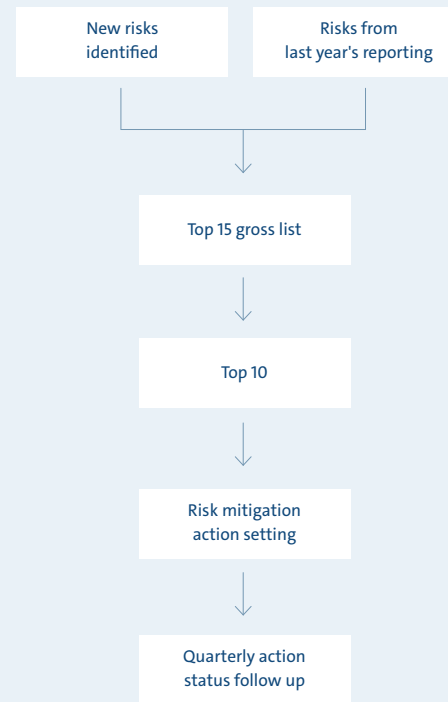 New risks
identified
Risks from
last year's reporting
Top 15 gross list
Top 10
Risk mitigation
action setting
Quarterly action
status follow up